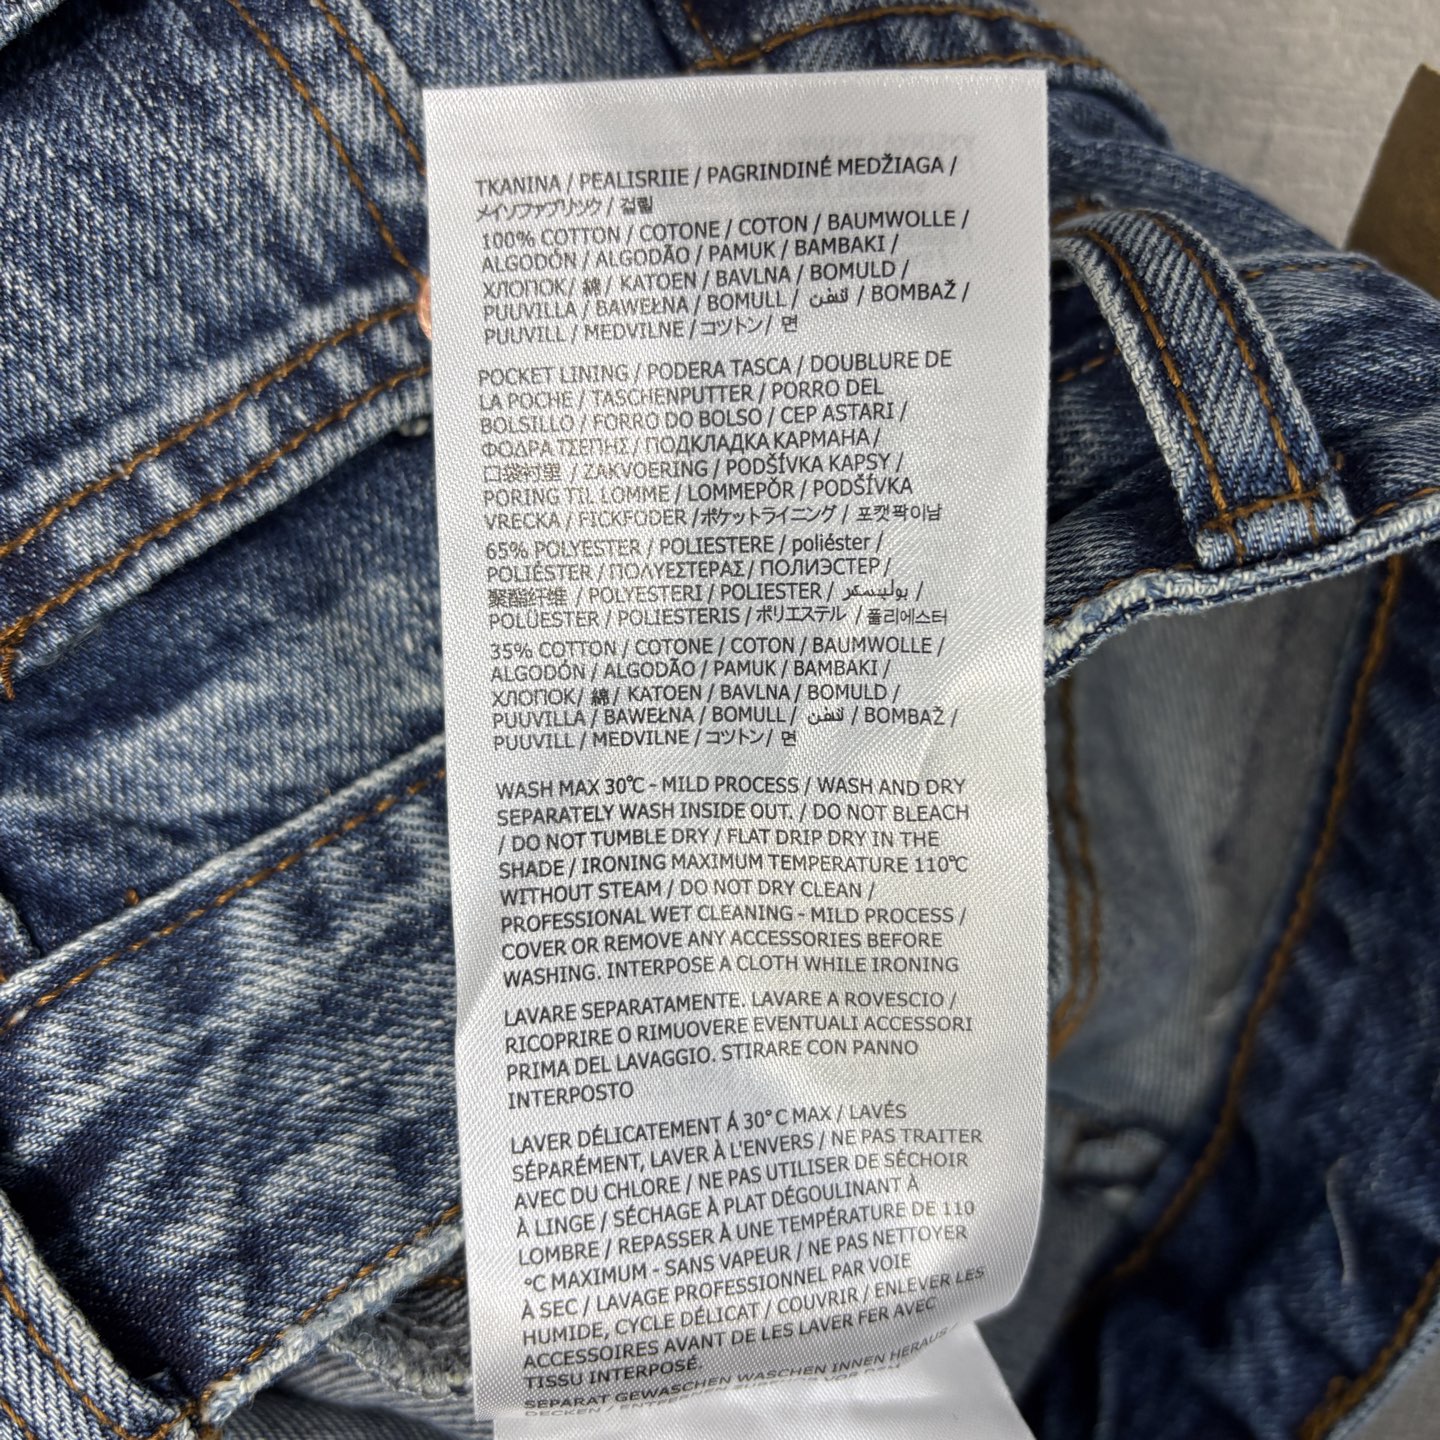 TKANINA / PEALISRIIE / PAGRINDINÉ MEDŽIAGA /
メイソファブリック / 겉릴
100% COTTON / COTONE / COTON / BAUMWOLLE /
ALGODÓN / ALGODÃO / PAMUK / BAMBAKI /
ХЛОПОК/ 綿 / KATOEN / BAVLNA / BOMULD /
PUUVILLA / BAWEŁNA / BOMULL / قطن / BOMBAŽ /
PUUVILL / MEDVILNE / コットン/ 면
POCKET LINING / PODERA TASCA / DOUBLURE DE
LA POCHE / TASCHENPUTTER / PORRO DEL
BOLSILLO / FORRO DO BOLSO / CEP ASTARI /
ΦΟΔΡΑ ΤΣΕΠΗΣ / ПОДКЛАДКА КАРМАНА /
口袋衬里 / ZAKVOERING / PODŠÍVKA KAPSY /
PORING TIL LOMME / LOMMEPÕR / PODŠÍVKA
VRECKA / FICKFODER /ポケットライニング / 포켓팍이남
65% POLYESTER / POLIESTERE / poliéster /
POLIÉSTER / ΠΟΛΥΕΣΤΕΡΑΣ / ПОЛИЭСТЕР /
聚酯纤维 / POLYESTERI / POLIESTER / بوليسكر /
POLÜESTER / POLIESTERIS / ポリエステル / 폴리에스터
35% COTTON / COTONE / COTON / BAUMWOLLE /
ALGODÓN / ALGODÃO / PAMUK / BAMBAKI /
ХЛОПОК/ 綿 / KATOEN / BAVLNA / BOMULD /
PUUVILLA / BAWEŁNA / BOMULL / قطن / BOMBAŽ /
PUUVILL / MEDVILNE / コットン/ 면
WASH MAX 30℃ - MILD PROCESS / WASH AND DRY
SEPARATELY WASH INSIDE OUT. / DO NOT BLEACH
/ DO NOT TUMBLE DRY / FLAT DRIP DRY IN THE
SHADE / IRONING MAXIMUM TEMPERATURE 110℃
WITHOUT STEAM / DO NOT DRY CLEAN /
PROFESSIONAL WET CLEANING - MILD PROCESS /
COVER OR REMOVE ANY ACCESSORIES BEFORE
WASHING. INTERPOSE A CLOTH WHILE IRONING
LAVARE SEPARATAMENTE. LAVARE A ROVESCIO /
RICOPRIRE O RIMUOVERE EVENTUALI ACCESSORI
PRIMA DEL LAVAGGIO. STIRARE CON PANNO
INTERPOSTO
LAVER DÉLICATEMENT Á 30°C MAX / LAVÉS
SÉPARÉMENT, LAVER À L'ENVERS / NE PAS TRAITER
AVEC DU CHLORE / NE PAS UTILISER DE SÉCHOIR
À LINGE / SÉCHAGE À PLAT DÉGOULINANT À
LOMBRE / REPASSER À UNE TEMPÉRATURE DE 110
℃ MAXIMUM - SANS VAPEUR / NE PAS NETTOYER
À SEC / LAVAGE PROFESSIONNEL PAR VOIE
HUMIDE, CYCLE DÉLICAT / COUVRIR / ENLEVER LES
ACCESSOIRES AVANT DE LES LAVER FER AVEC
TISSU INTERPOSÉ.
SEPARAT GEWASCHEN WASCHEN INNEN HERAUS /
DECKEN /